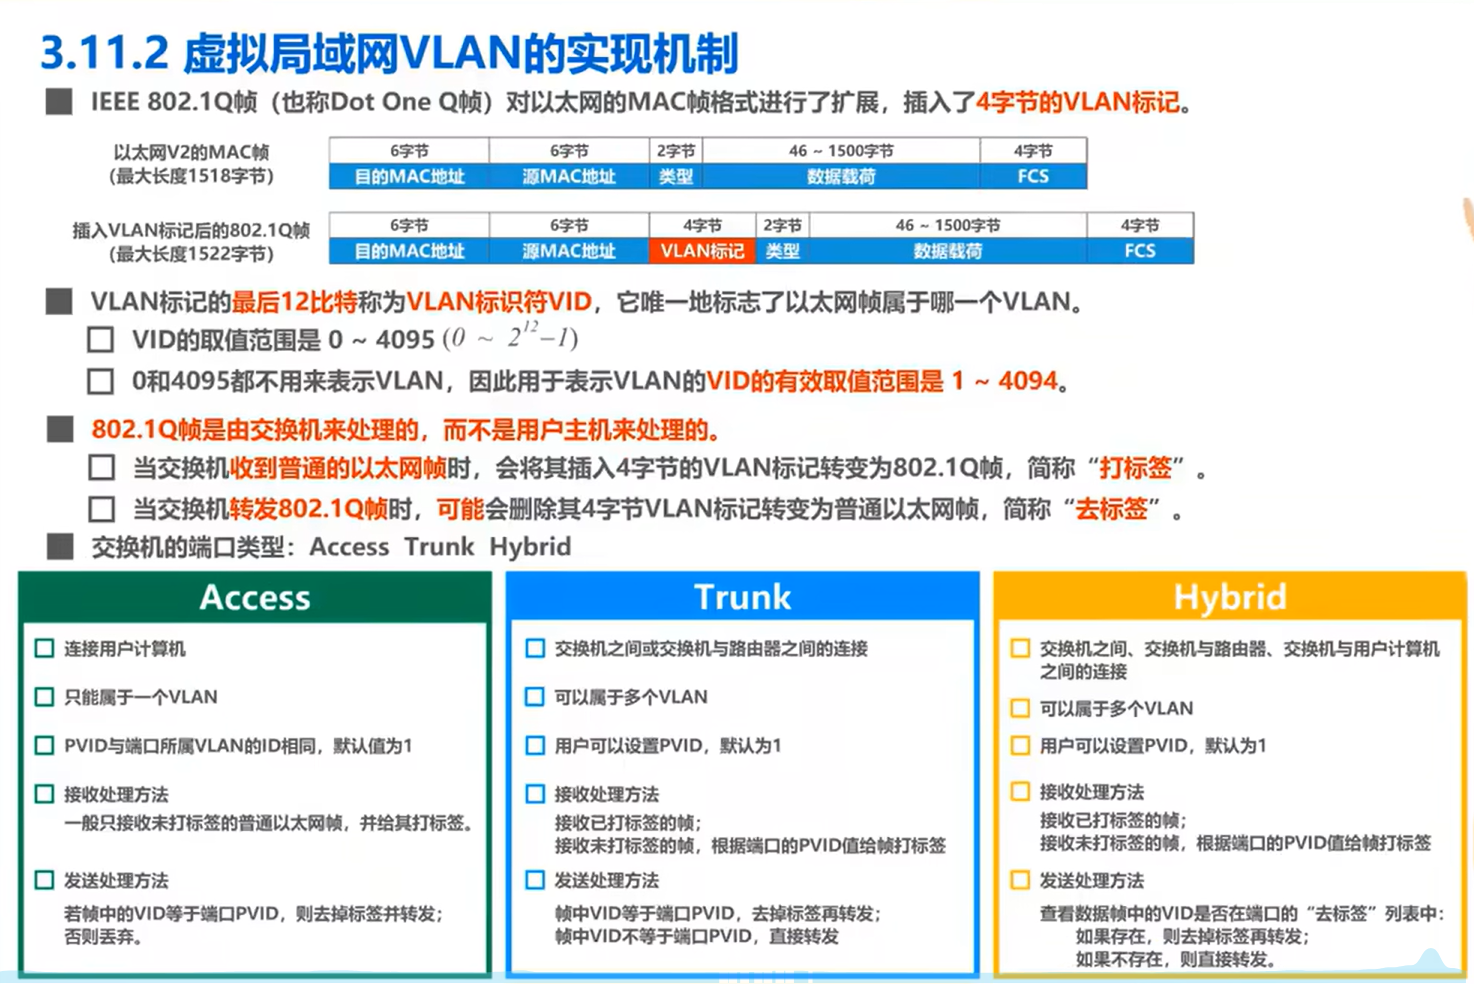 3.11.2 虚拟局域网VLAN的实现机制
IEEE 802.1Q帧（也称Dot One Q帧）对以太网的MAC帧格式进行了扩展，插入了4字节的VLAN标记。
以太网V2的MAC帧
(最大长度1518字节)
6字节 6字节 2字节 46 ~ 1500字节 4字节
目的MAC地址 源MAC地址 类型 数据载荷 FCS
插入VLAN标记后的802.1Q帧
(最大长度1522字节)
6字节 6字节 4字节 2字节 46 ~ 1500字节 4字节
目的MAC地址 源MAC地址 VLAN标记 类型 数据载荷 FCS
VLAN标记的最后12比特称为VLAN标识符VID，它唯一地标志了以太网帧属于哪一个VLAN。
VID的取值范围是 0 ~ 4095 (0 ~ 2^12−1)
0和4095都不用来表示VLAN，因此用于表示VLAN的VID的有效取值范围是 1 ~ 4094。
802.1Q帧是由交换机来处理的，而不是用户主机来处理的。
当交换机收到普通的以太网帧时，会将其插入4字节的VLAN标记转变为802.1Q帧，简称“打标签”。
当交换机转发802.1Q帧时，可能会删除其4字节VLAN标记转变为普通以太网帧，简称“去标签”。
交换机的端口类型：Access Trunk Hybrid
Access
连接用户计算机
只能属于一个VLAN
PVID与端口所属VLAN的ID相同，默认值为1
接收处理方法
一般只接收未打标签的普通以太网帧，并给其打标签。
发送处理方法
若帧中的VID等于端口PVID，则去掉标签并转发；
否则丢弃。
Trunk
交换机之间或交换机与路由器之间的连接
可以属于多个VLAN
用户可以设置PVID，默认为1
接收处理方法
接收已打标签的帧；
接收未打标签的帧，根据端口的PVID值给帧打标签
发送处理方法
帧中VID等于端口PVID，去掉标签再转发；
帧中VID不等于端口PVID，直接转发
Hybrid
交换机之间、交换机与路由器、交换机与用户计算机
之间的连接
可以属于多个VLAN
用户可以设置PVID，默认为1
接收处理方法
接收已打标签的帧；
接收未打标签的帧，根据端口的PVID值给帧打标签
发送处理方法
查看数据帧中的VID是否在端口的“去标签”列表中：
如果存在，则去掉标签再转发；
如果不存在，则直接转发。